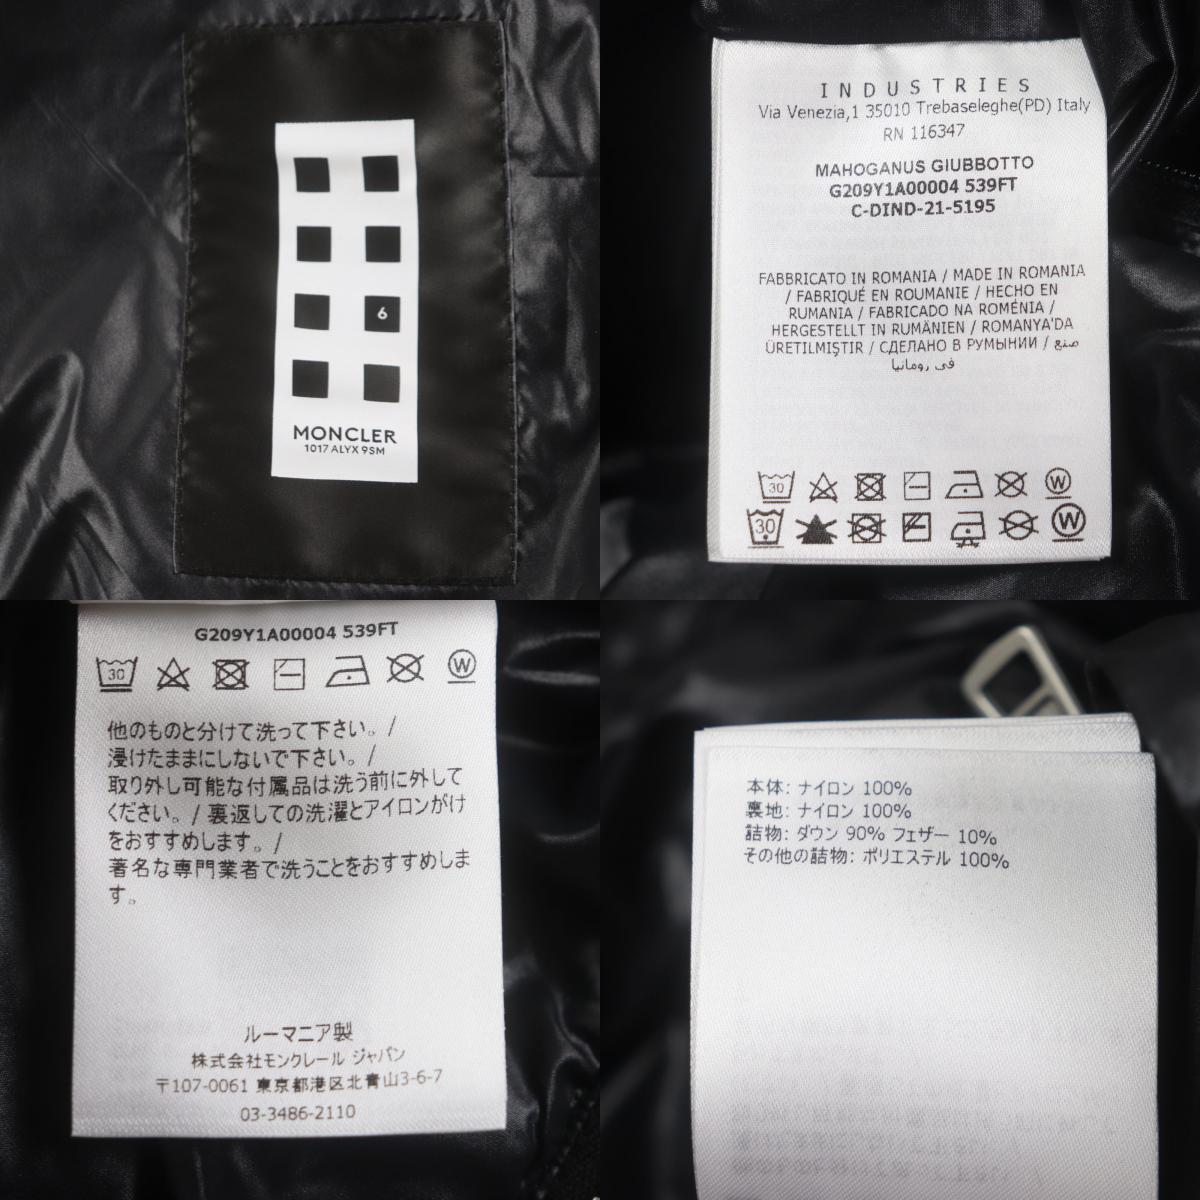 6
MONCLER
1017 ALYX 9SM
INDUSTRIES
Via Venezia,1 35010 Trebaseleghe(PD) Italy
RN 116347
MAHOGANUS GIUBBOTTO
G209Y1A00004 539FT
C-DIND-21-5195
FABBRICATO IN ROMANIA / MADE IN ROMANIA
/ FABRIQUÉ EN ROUMANIE / HECHO EN
RUMANIA / FABRICADO NA ROMÉNIA /
HERGESTELLT IN RUMÄNIEN / ROMANYA'DA
ÜRETILMIŞTIR / СДЕЛАНО В РУМЫНИИ / صنع
في رومانيا
30 W
30 W
G209Y1A00004 539FT
30 W
他のものと分けて洗って下さい。/
浸けたままにしないで下さい。/
取り外し可能な付属品は洗う前に外して
ください。/ 裏返しての洗濯とアイロンがけ
をおすすめします。/
著名な専門業者で洗うことをおすすめしま
す。
ルーマニア製
株式会社モンクレール ジャパン
〒107-0061 東京都港区北青山3-6-7
03-3486-2110
本体: ナイロン 100%
裏地: ナイロン 100%
詰物: ダウン 90% フェザー 10%
その他の詰物: ポリエステル 100%